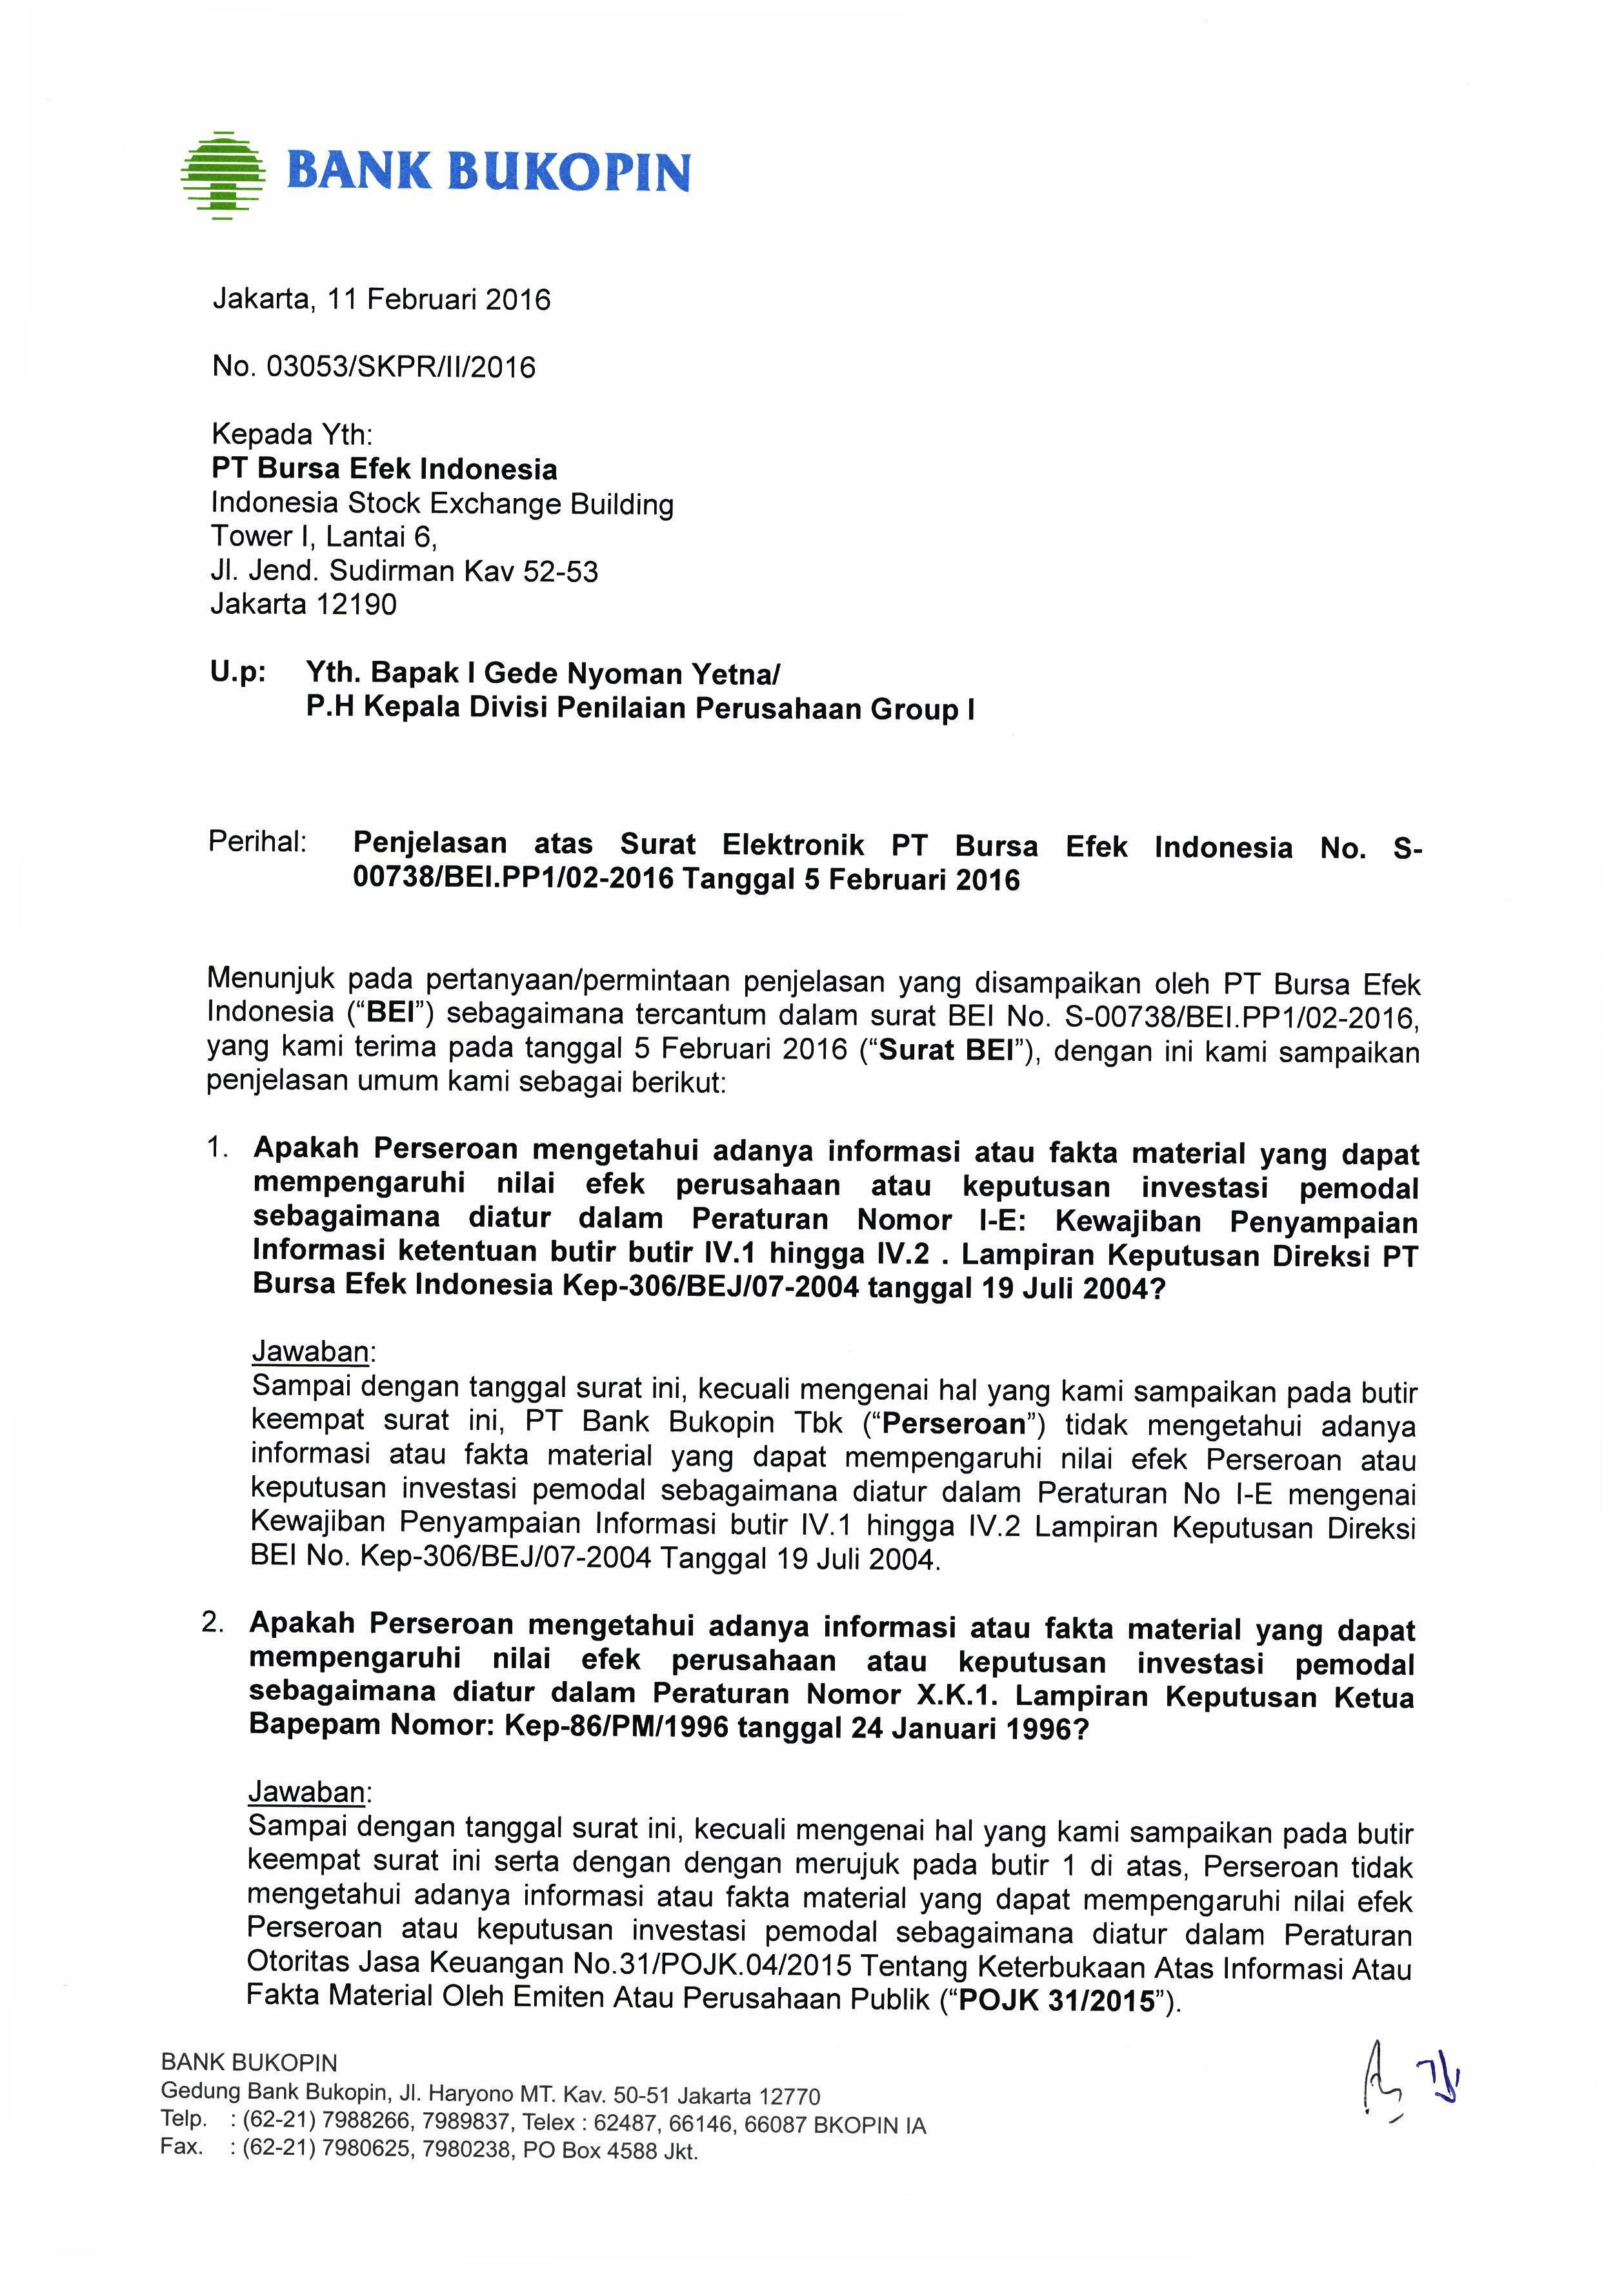 BANK BUKOPIN
Jakarta, 11 Februari 2016
No. 03053/SKPR/II/2016
Kepada Yth:
PT Bursa Efek Indonesia
Indonesia Stock Exchange Building
Tower I, Lantai 6,
Jl. Jend. Sudirman Kav 52-53
Jakarta 12190
U.p: Yth. Bapak I Gede Nyoman Yetna/
P.H Kepala Divisi Penilaian Perusahaan Group I
Perihal: Penjelasan atas Surat Elektronik PT Bursa Efek Indonesia No. S-
00738/BEI.PP1/02-2016 Tanggal 5 Februari 2016
Menunjuk pada pertanyaan/permintaan penjelasan yang disampaikan oleh PT Bursa Efek
Indonesia (“BEI”) sebagaimana tercantum dalam surat BEI No. S-00738/BEI.PP1/02-2016,
yang kami terima pada tanggal 5 Februari 2016 (“Surat BEI”), dengan ini kami sampaikan
penjelasan umum kami sebagai berikut:
1. Apakah Perseroan mengetahui adanya informasi atau fakta material yang dapat
mempengaruhi nilai efek perusahaan atau keputusan investasi pemodal
sebagaimana diatur dalam Peraturan Nomor I-E: Kewajiban Penyampaian
Informasi ketentuan butir butir IV.1 hingga IV.2 . Lampiran Keputusan Direksi PT
Bursa Efek Indonesia Kep-306/BEJ/07-2004 tanggal 19 Juli 2004?
Jawaban:
Sampai dengan tanggal surat ini, kecuali mengenai hal yang kami sampaikan pada butir
keempat surat ini, PT Bank Bukopin Tbk (“Perseroan”) tidak mengetahui adanya
informasi atau fakta material yang dapat mempengaruhi nilai efek Perseroan atau
keputusan investasi pemodal sebagaimana diatur dalam Peraturan No I-E mengenai
Kewajiban Penyampaian Informasi butir IV.1 hingga IV.2 Lampiran Keputusan Direksi
BEI No. Kep-306/BEJ/07-2004 Tanggal 19 Juli 2004.
2. Apakah Perseroan mengetahui adanya informasi atau fakta material yang dapat
mempengaruhi nilai efek perusahaan atau keputusan investasi pemodal
sebagaimana diatur dalam Peraturan Nomor X.K.1. Lampiran Keputusan Ketua
Bapepam Nomor: Kep-86/PM/1996 tanggal 24 Januari 1996?
Jawaban:
Sampai dengan tanggal surat ini, kecuali mengenai hal yang kami sampaikan pada butir
keempat surat ini serta dengan dengan merujuk pada butir 1 di atas, Perseroan tidak
mengetahui adanya informasi atau fakta material yang dapat mempengaruhi nilai efek
Perseroan atau keputusan investasi pemodal sebagaimana diatur dalam Peraturan
Otoritas Jasa Keuangan No.31/POJK.04/2015 Tentang Keterbukaan Atas Informasi Atau
Fakta Material Oleh Emiten Atau Perusahaan Publik (“POJK 31/2015”).
BANK BUKOPIN
Gedung Bank Bukopin, Jl. Haryono MT. Kav. 50-51 Jakarta 12770
Telp. : (62-21) 7988266, 7989837, Telex : 62487, 66146, 66087 BKOPIN IA
Fax. : (62-21) 7980625, 7980238, PO Box 4588 Jkt.